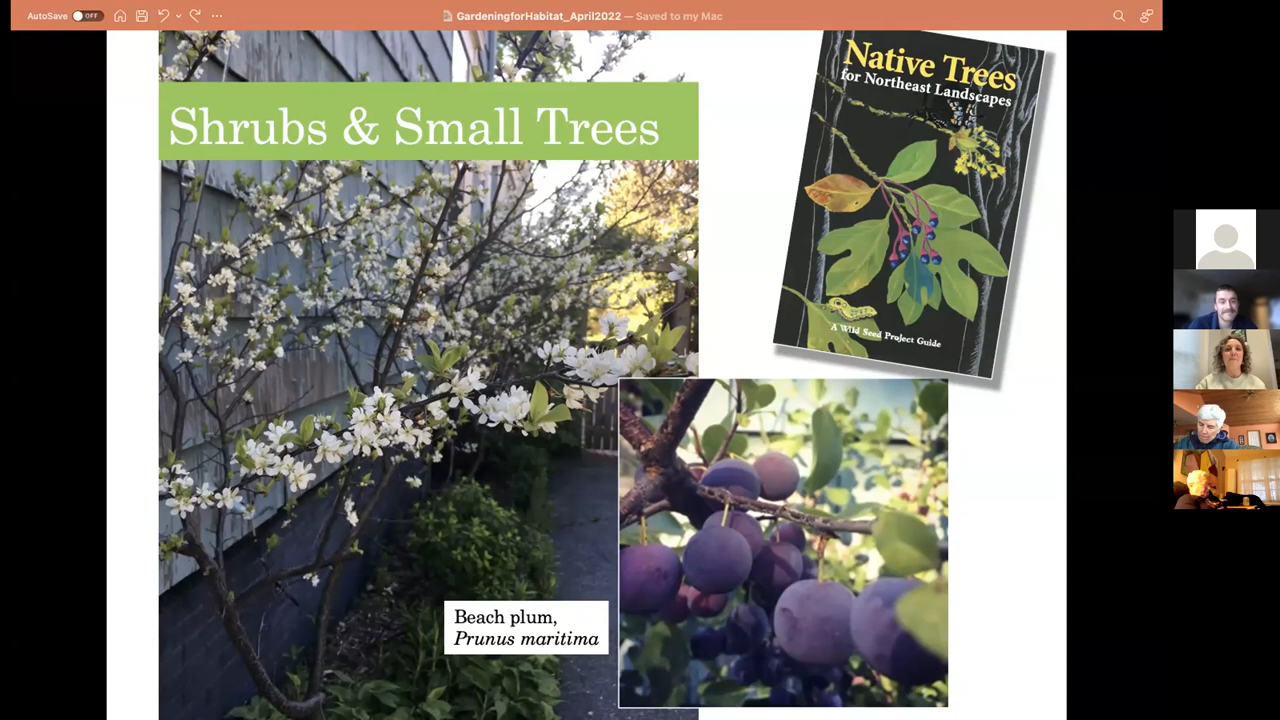 AutoSave OFF
GardeningforHabitat_April2022 — Saved to my Mac
Shrubs & Small Trees
Native Trees
for Northeast Landscapes
A Wild Seed Project Guide
Beach plum,
Prunus maritima